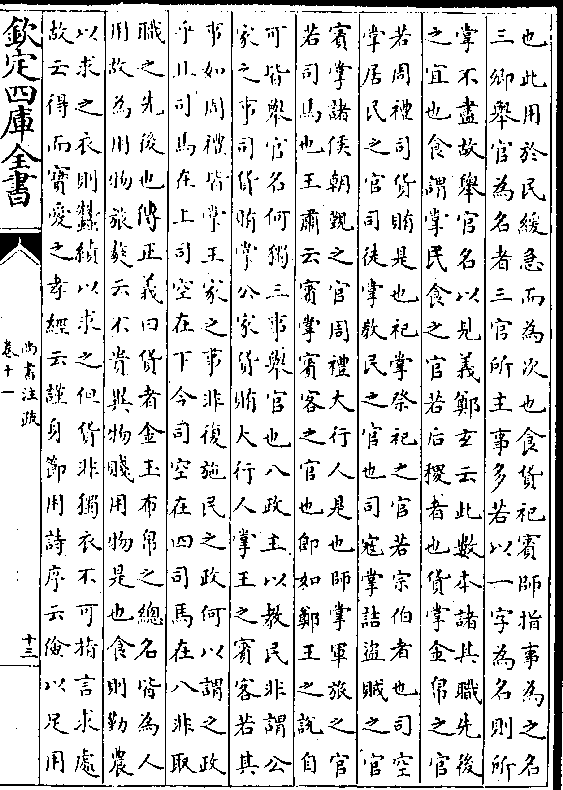 也此用於民緩急而為次也食貨祀賓師指事為之名
三卿舉官為名者三官所主事多若以一字為名則所
掌不盡故舉官名以見義鄭玄云此數本諸其職先後
之宜也食謂掌民食之官若后稷者也貨掌金帛之官
若周禮司貨賄是也祀掌祭祀之官若宗伯者也司空
掌居民之官司徒掌教民之官也司寇掌詰盜賊之官
賓掌諸侯朝覲之官周禮大行人是也師掌軍旅之官
若司馬也王肅云賓掌賓客之官也即如鄭王之說自
可皆舉官名何獨三事舉官也八政主以教民非謂公
家之事司貨賄掌公家貨賄大行人掌王之賓客若其
事如周禮皆掌王家之事非復施民之政何以謂之政
乎且司馬在上司空在下今司空在四司馬在八非取
職之先後也傳正義曰貨者金玉布帛之總名皆為人
用故為用物旅獒云不貴異物賤用物是也食則勤農
以求之衣則蠶績以求之但貨非獨衣不可指言求處
故云得而寶愛之孝經云謹身節用詩序云儉以足用
欽定四庫全書
尚書注疏
卷十一
十三